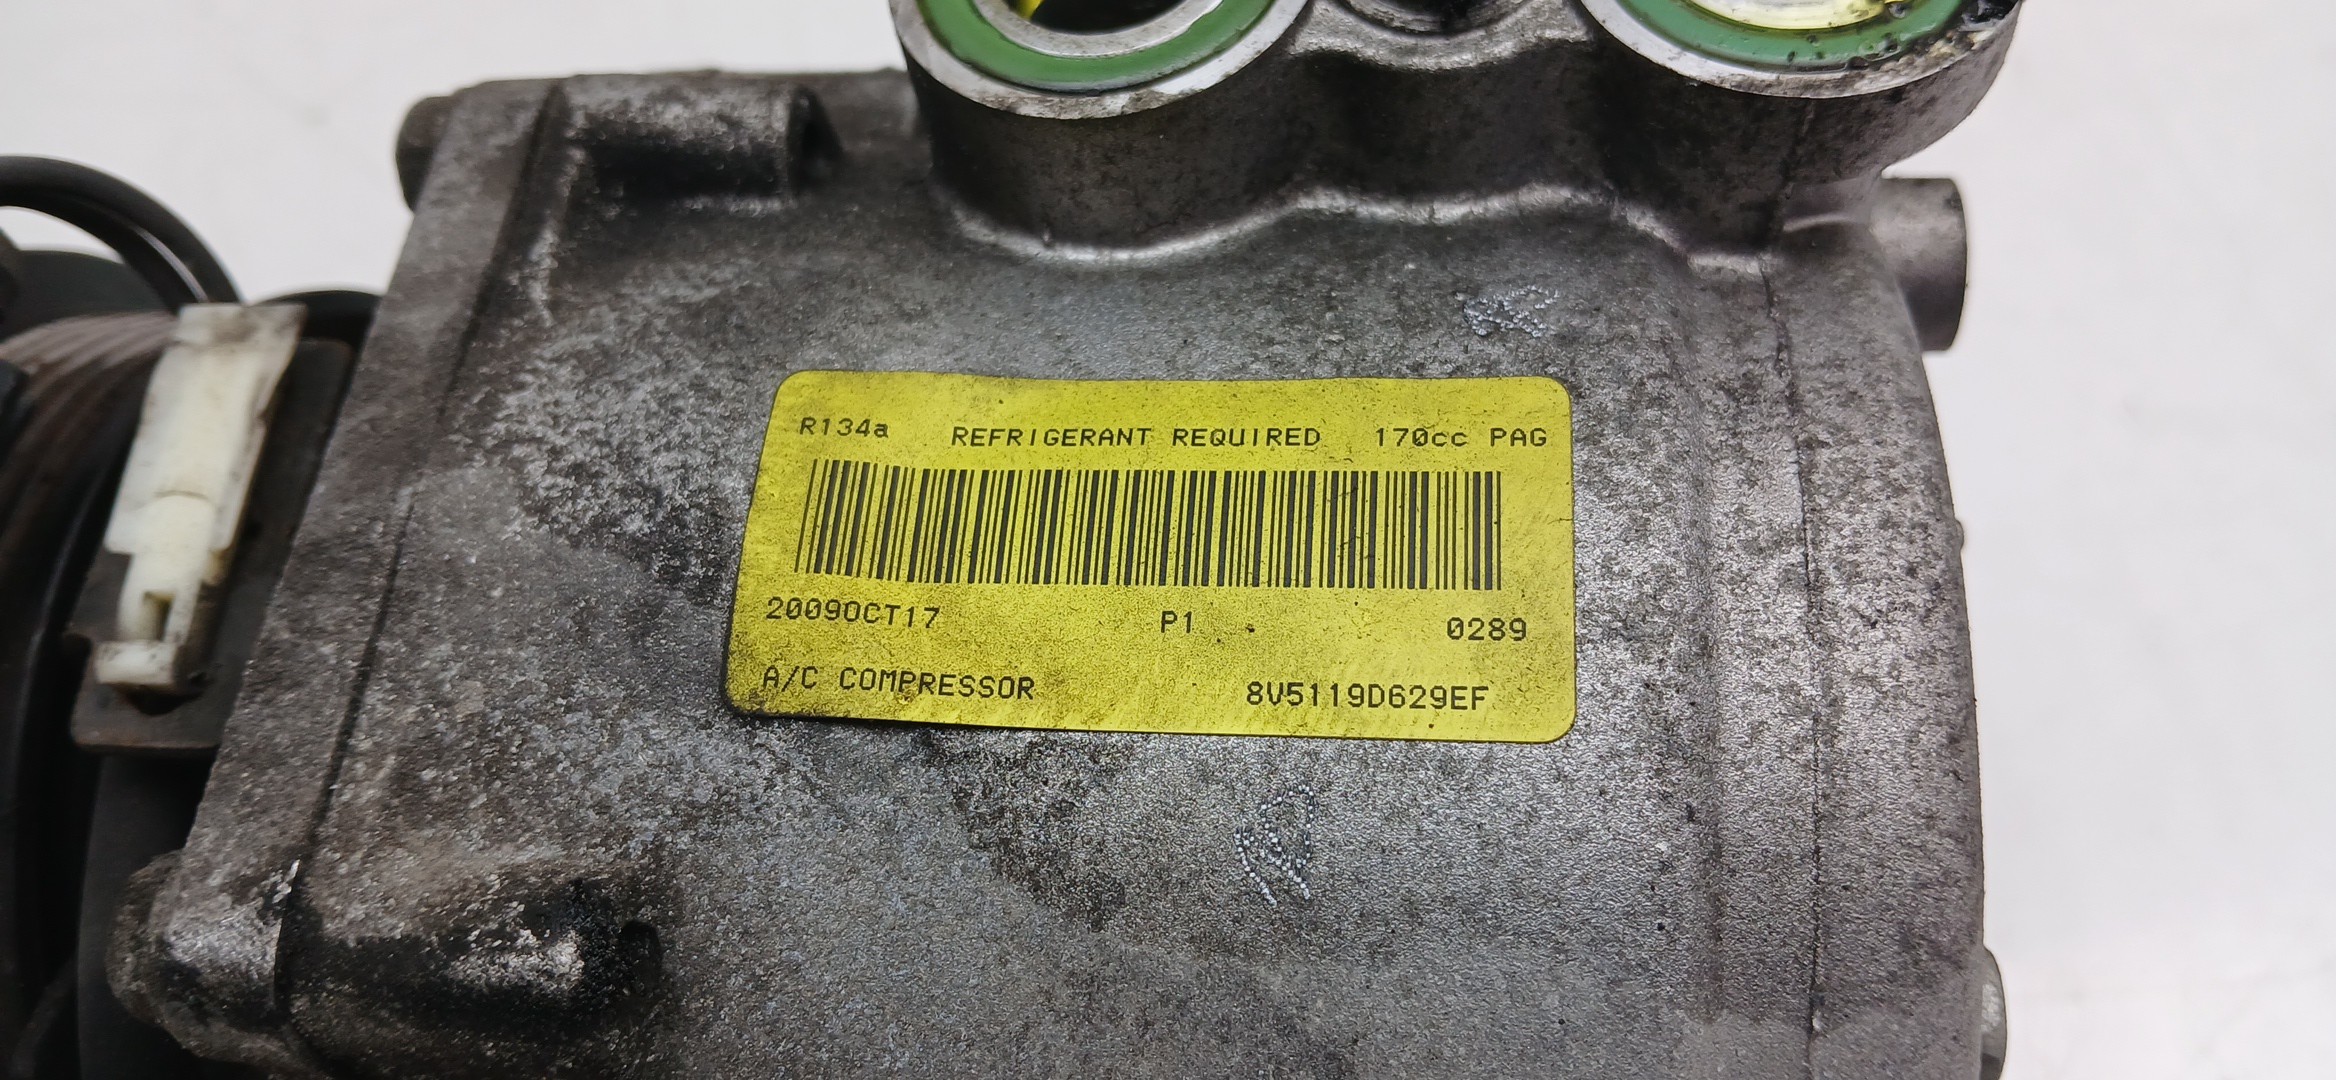 R134a REFRIGERANT REQUIRED 170cc PAG
2009OCT17 P1 0289
A/C COMPRESSOR 8V5119D629EF